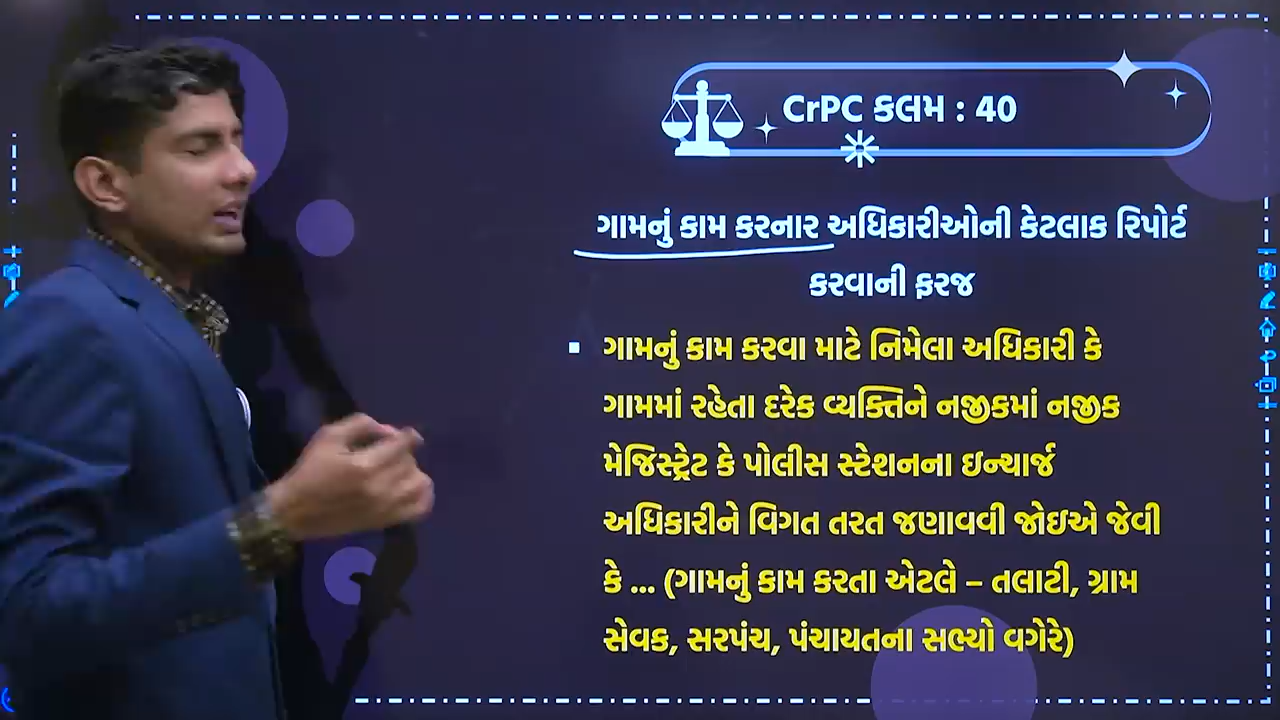 CrPC કલમ : 40
ગામનું કામ કરનાર અધિકારીઓની કેટલાક રિપોર્ટ
કરવાની ફરજ
▪ ગામનું કામ કરવા માટે નિમેલા અધિકારી કે
ગામમાં રહેતા દરેક વ્યક્તિને નજીકમાં નજીક
મેજિસ્ટ્રેટ કે પોલીસ સ્ટેશનના ઇન્ચાર્જ
અધિકારીને વિગત તરત જણાવવી જોઇએ જેવી
કે ... (ગામનું કામ કરતા એટલે – તલાટી, ગ્રામ
સેવક, સરપંચ, પંચાયતના સભ્યો વગેરે)